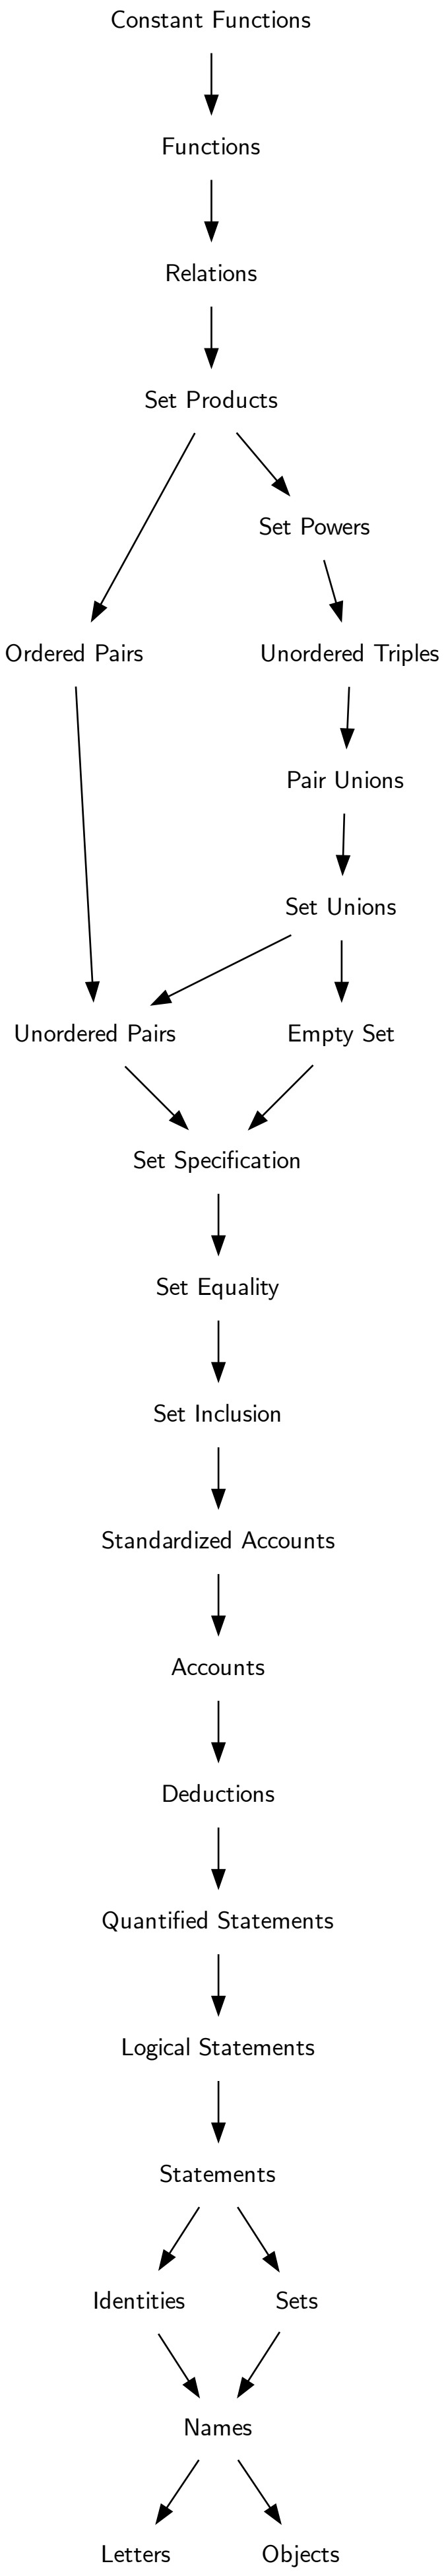 Constant Functions
Functions
Relations
Set Products
Set Powers
Ordered Pairs
Unordered Triples
Pair Unions
Set Unions
Unordered Pairs
Empty Set
Set Specification
Set Equality
Set Inclusion
Standardized Accounts
Accounts
Deductions
Quantified Statements
Logical Statements
Statements
Identities
Sets
Names
Letters
Objects